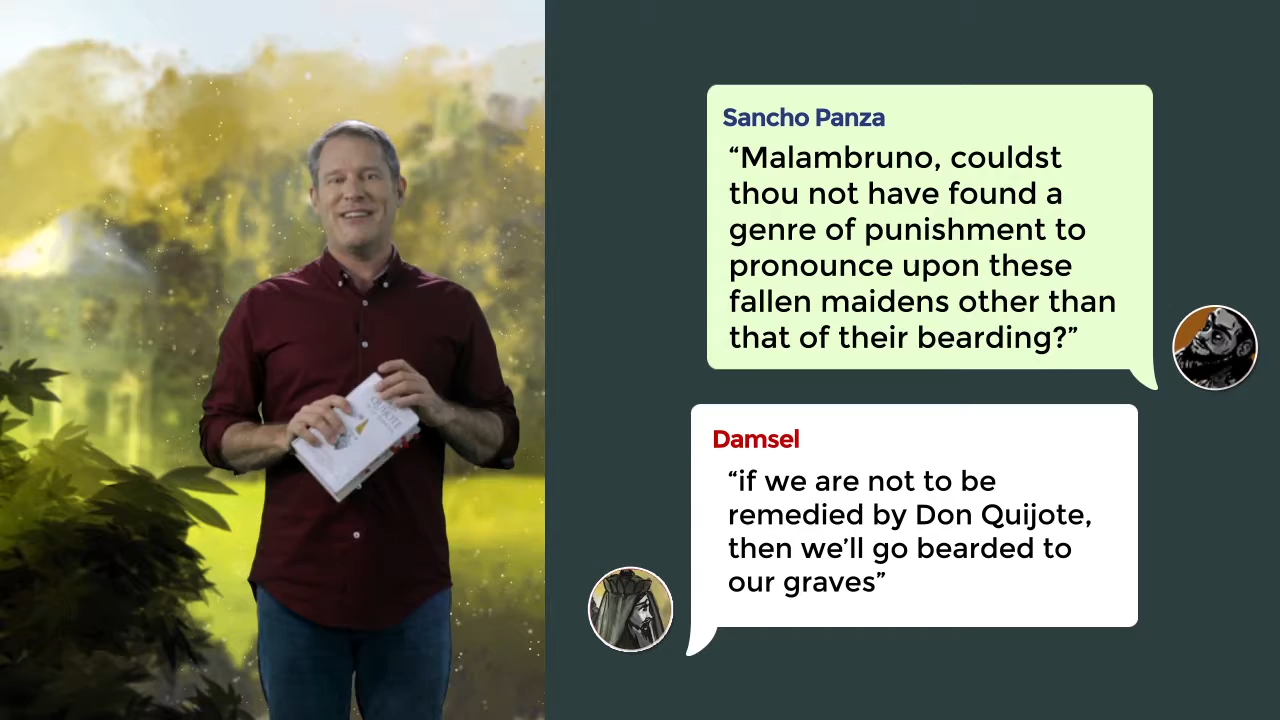 Sancho Panza
“Malambruno, couldst
thou not have found a
genre of punishment to
pronounce upon these
fallen maidens other than
that of their bearding?”
Damsel
“if we are not to be
remedied by Don Quijote,
then we’ll go bearded to
our graves”
QUIJOTE